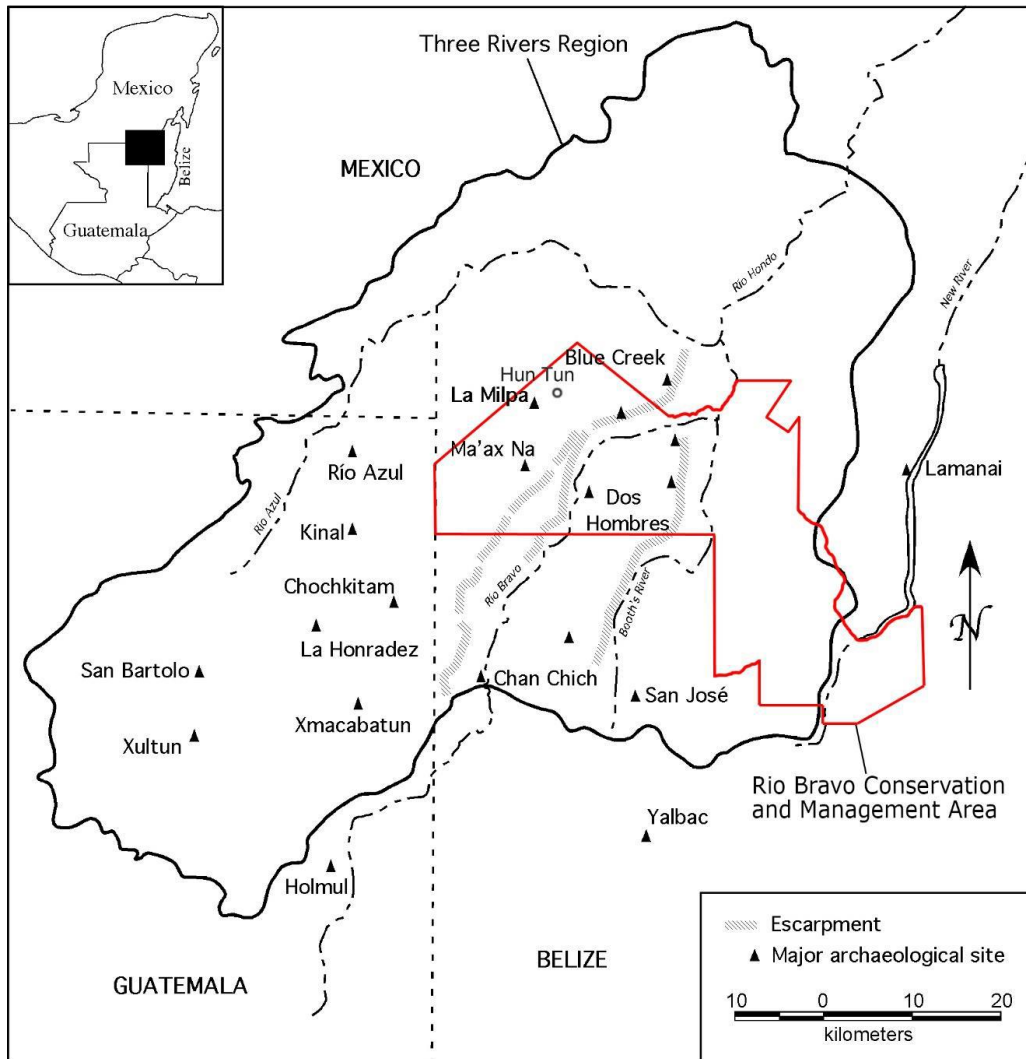 Mexico
Belize
Guatemala
Three Rivers Region
MEXICO
Rio Hondo
New River
Blue Creek
Hun Tun
La Milpa
Ma'ax Na
Río Azul
Rio Azul
Lamanai
Dos
Hombres
Kinal
Chochkitam
Rio Bravo
Booth's River
N
La Honradez
San Bartolo
Chan Chich
San José
Xmacabatun
Xultun
Rio Bravo Conservation
and Management Area
Yalbac
Holmul
BELIZE
GUATEMALA
Escarpment
Major archaeological site
10 0 10 20
kilometers